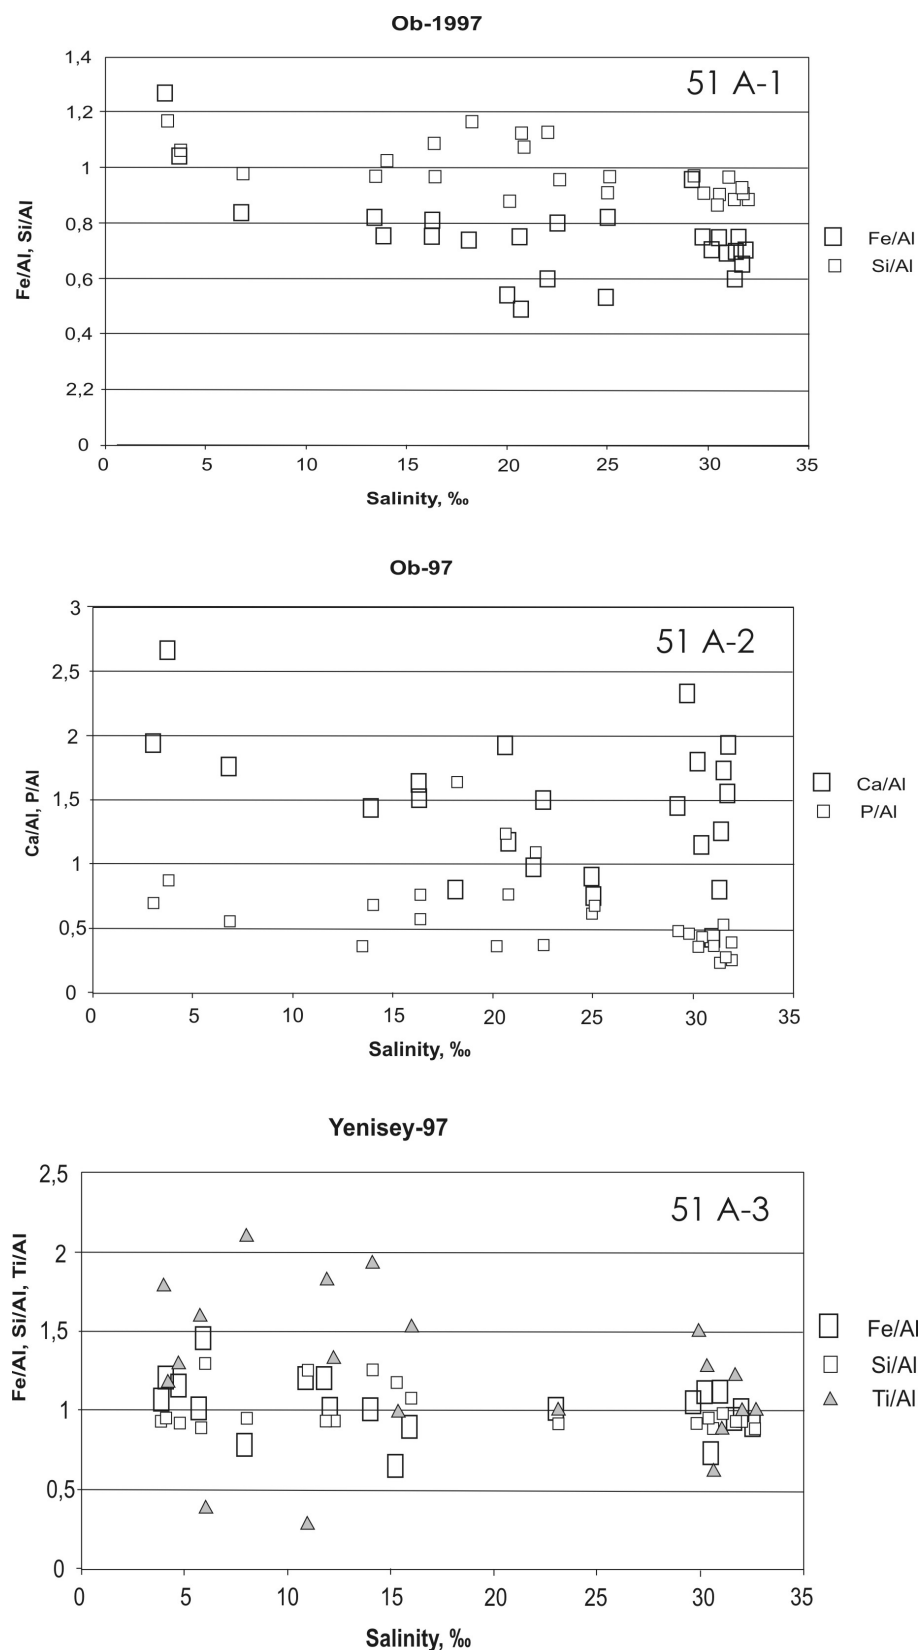 Ob-1997
1,4
51 A-1
1,2
1
0.8
Fe/Al, Si/Al
Fe/Al
Si/Al
0.6
0.4
2,2
0
0 5 10 15 20 25 30 35
Salinity, ‰
Ob-97
3
51 A-2
2,5
2
Ca/Al, P/Al
1,5
Ca/Al
P/Al
1
0,5
0
0 5 10 15 20 25 30 35
Salinity, ‰
Yenisey-97
2,5
51 A-3
2
Fe/Al, Si/Al, Ti/Al
1,5
Fe/Al
Si/Al
Ti/Al
1
0,5
0
0 5 10 15 20 25 30 35
Salinity, ‰